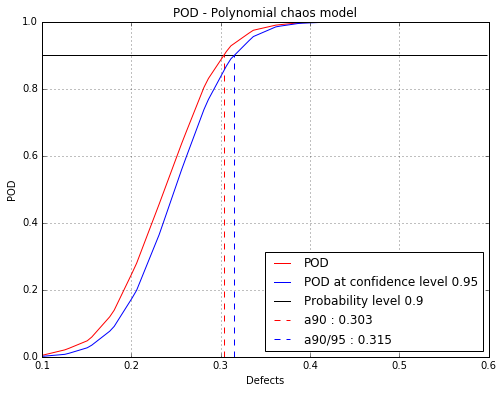 POD - Polynomial chaos model
1.0
0.8
0.6
0.4
0.2
0.0
POD
POD
POD at confidence level 0.95
Probability level 0.9
a90 : 0.303
a90/95 : 0.315
0.1 0.2 0.3 0.4 0.5 0.6
Defects